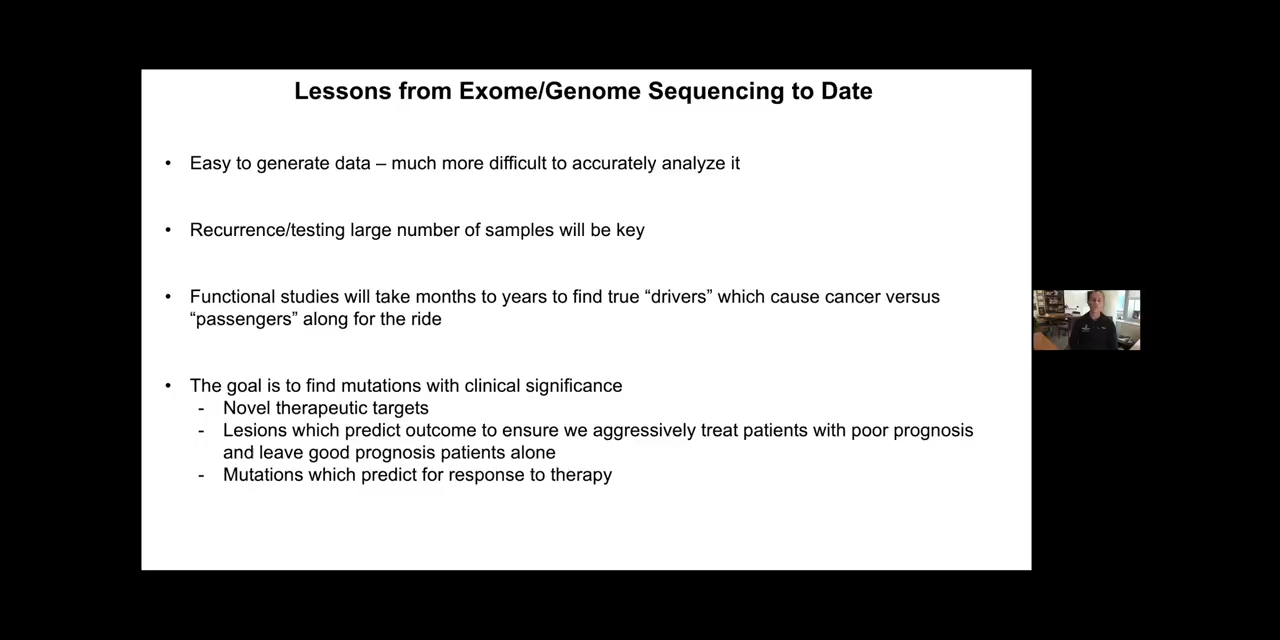 Lessons from Exome/Genome Sequencing to Date
• Easy to generate data – much more difficult to accurately analyze it
• Recurrence/testing large number of samples will be key
• Functional studies will take months to years to find true “drivers” which cause cancer versus
“passengers” along for the ride
• The goal is to find mutations with clinical significance
- Novel therapeutic targets
- Lesions which predict outcome to ensure we aggressively treat patients with poor prognosis
and leave good prognosis patients alone
- Mutations which predict for response to therapy